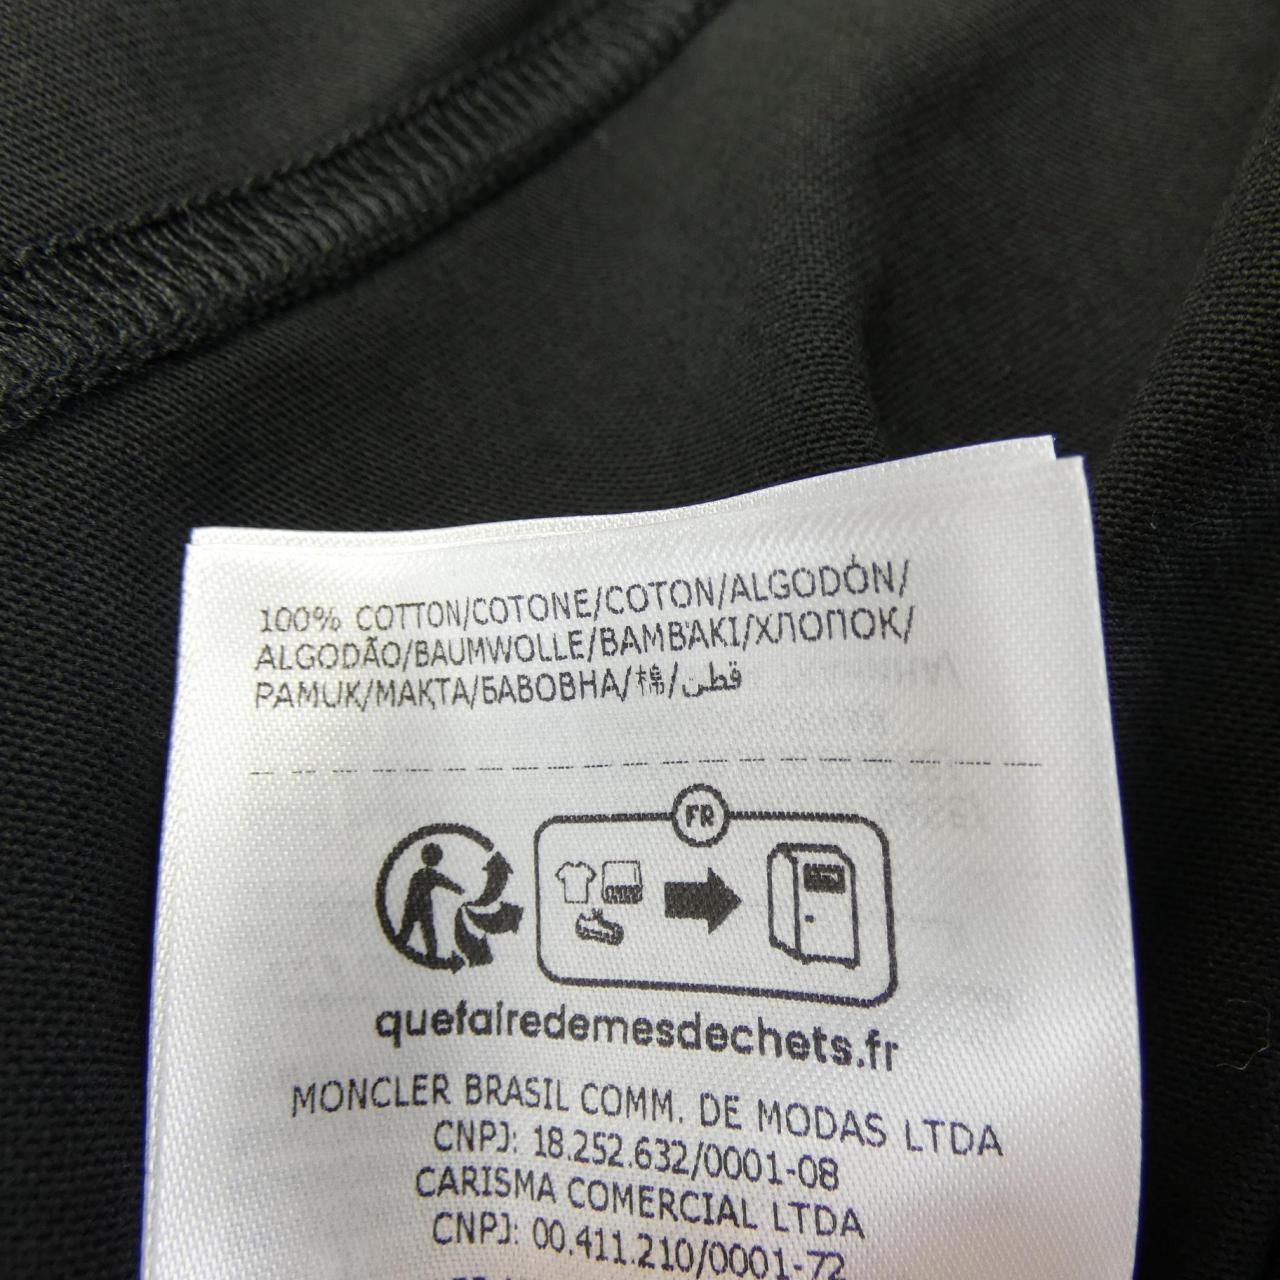 100% COTTON/COTONE/COTON/ALGODÓN/
ALGODÃO/BAUMWOLLE/BAMBAKI/ХЛОПОК/
PAMUK/МАҚТА/БАВОВНА/棉/قطن
FR
quefairedemesdechets.fr
MONCLER BRASIL COMM. DE MODAS LTDA
CNPJ: 18.252.632/0001-08
CARISMA COMERCIAL LTDA
CNPJ: 00.411.210/0001-72